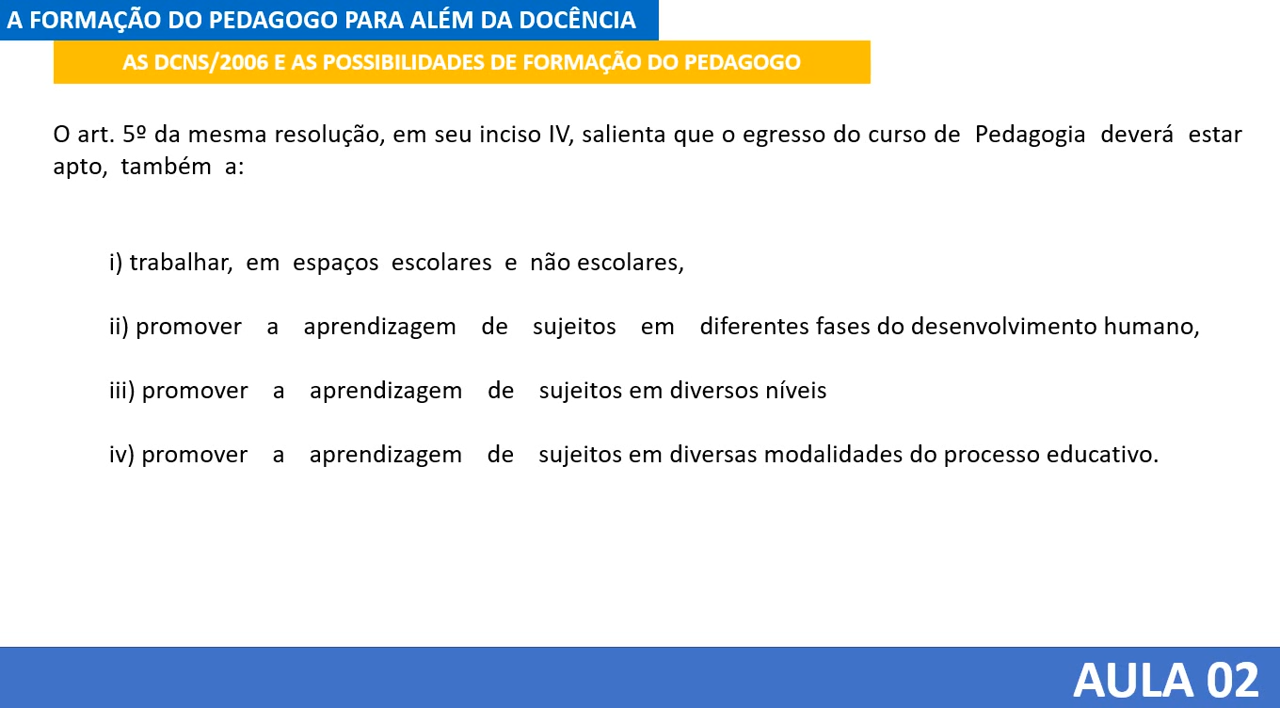 A FORMAÇÃO DO PEDAGOGO PARA ALÉM DA DOCÊNCIA
AS DCNS/2006 E AS POSSIBILIDADES DE FORMAÇÃO DO PEDAGOGO
O art. 5º da mesma resolução, em seu inciso IV, salienta que o egresso do curso de Pedagogia deverá estar
apto, também a:
i) trabalhar, em espaços escolares e não escolares,
ii) promover a aprendizagem de sujeitos em diferentes fases do desenvolvimento humano,
iii) promover a aprendizagem de sujeitos em diversos níveis
iv) promover a aprendizagem de sujeitos em diversas modalidades do processo educativo.
AULA 02